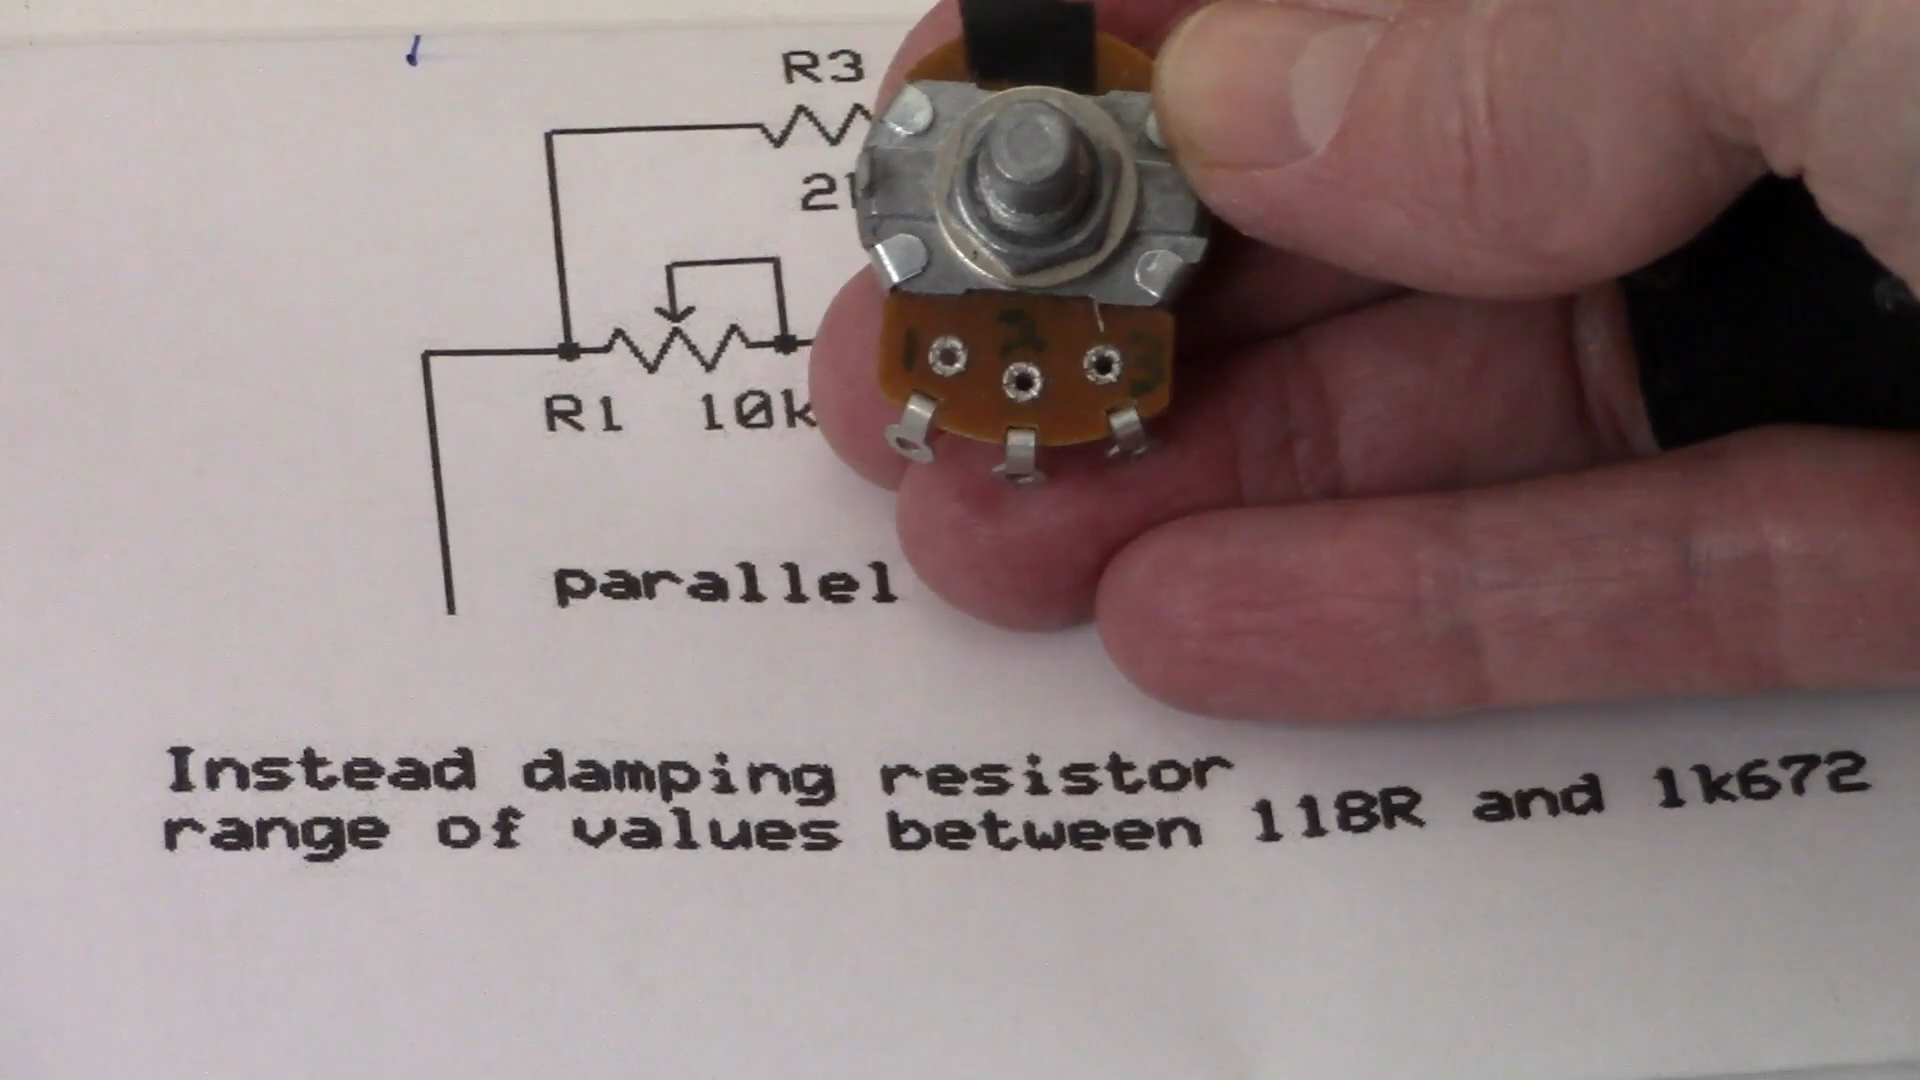 R3
R1 10k
1 2 3
parallel
Instead damping resistor
range of values between 118R and 1k672